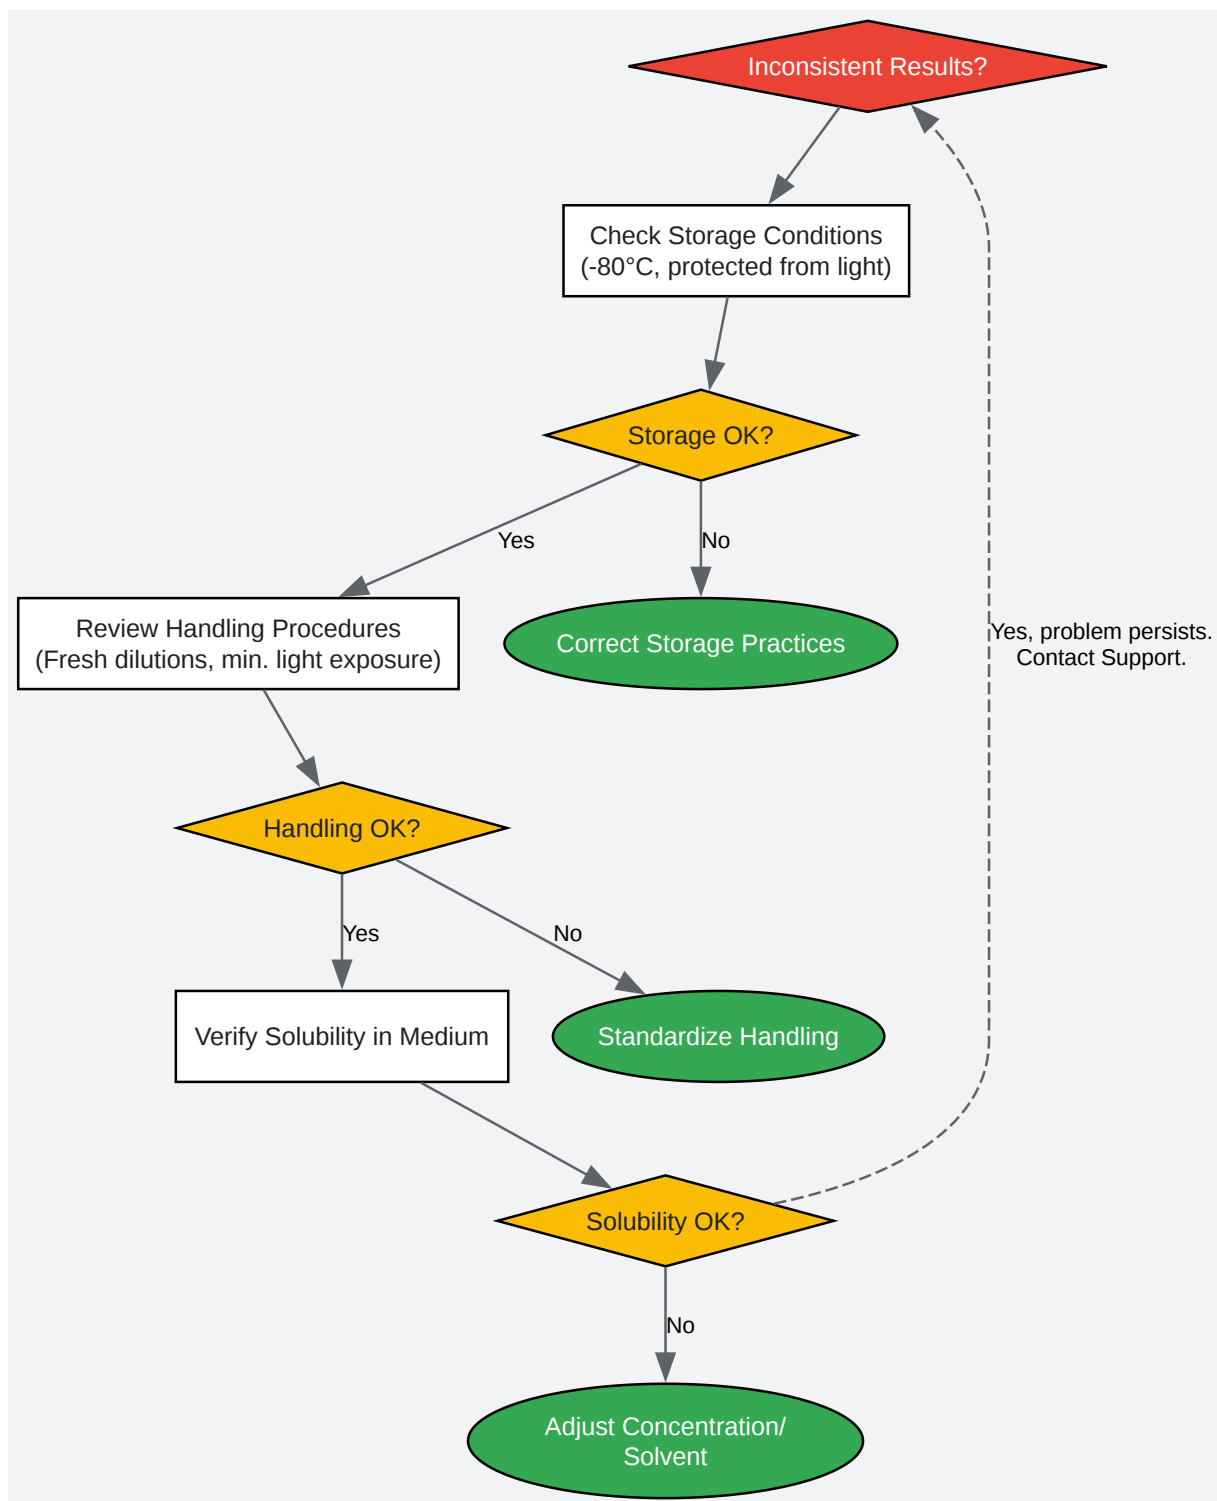 Inconsistent Results?
Check Storage Conditions
(-80°C, protected from light)
Storage OK?
Yes
No
Review Handling Procedures
(Fresh dilutions, min. light exposure)
Correct Storage Practices
Yes, problem persists.
Contact Support.
Handling OK?
Yes
No
Verify Solubility in Medium
Standardize Handling
Solubility OK?
No
Adjust Concentration/
Solvent